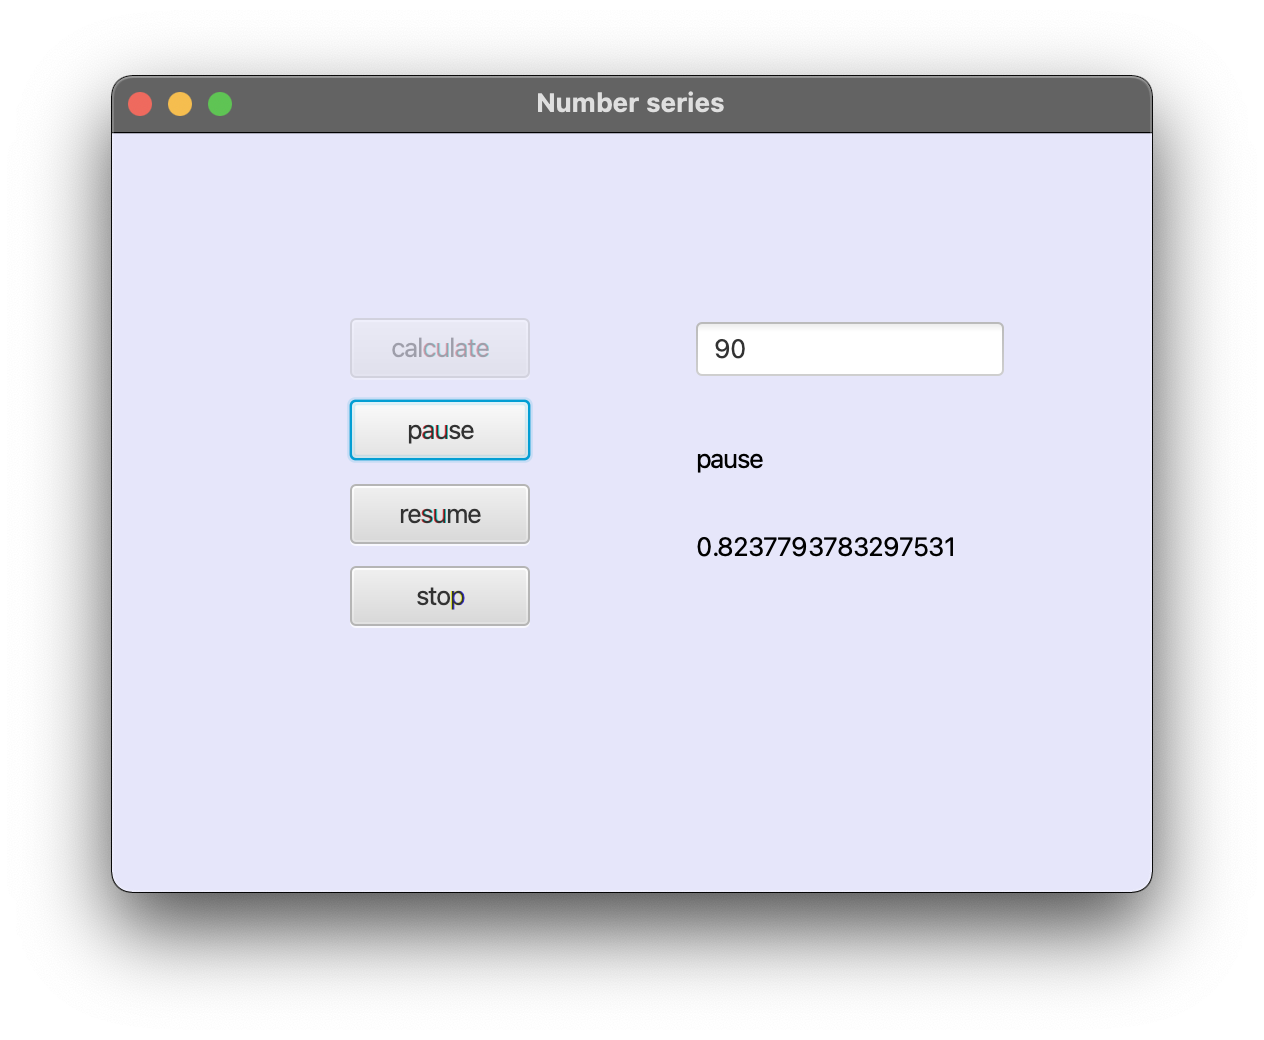 Number series
calculate
90
pause
pause
resume
0.8237793783297531
stop